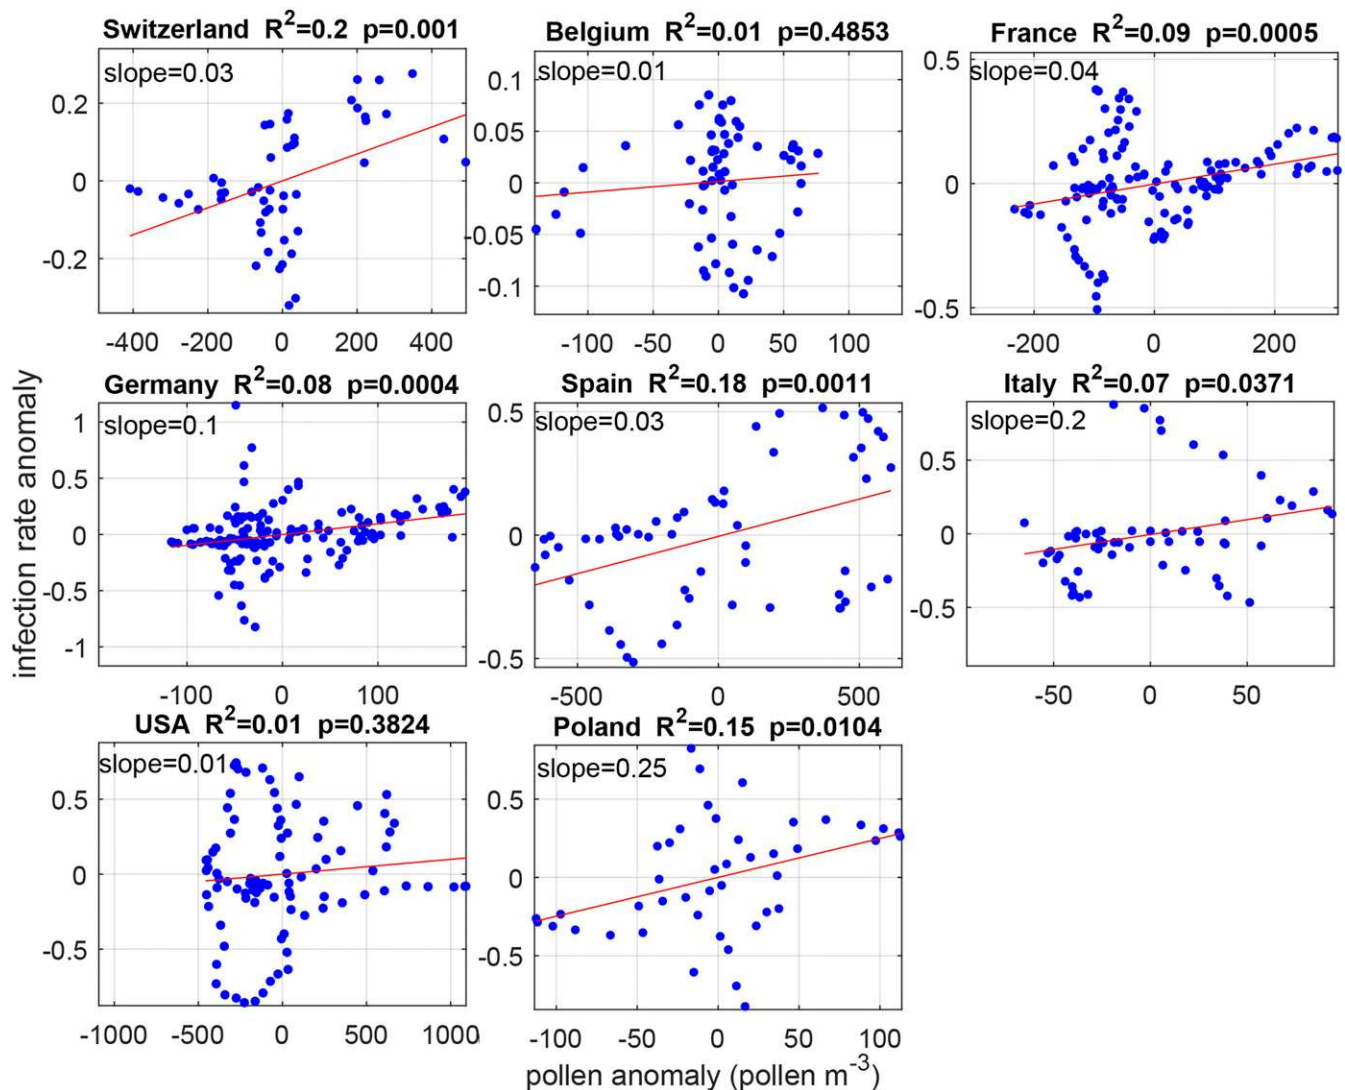 Switzerland R²=0.2 p=0.001
slope=0.03
0.2
0
-0.2
-400 -200 0 200 400
Belgium R²=0.01 p=0.4853
slope=0.01
0.1
0.05
0
-0.05
-0.1
-100 -50 0 50 100
France R²=0.09 p=0.0005
slope=0.04
0.5
0
-0.5
-200 0 200
Germany R²=0.08 p=0.0004
slope=0.1
1
0.5
0
-0.5
-1
-100 0 100
Spain R²=0.18 p=0.0011
slope=0.03
0.5
0
-0.5
-500 0 500
Italy R²=0.07 p=0.0371
slope=0.2
0.5
0
-0.5
-50 0 50
USA R²=0.01 p=0.3824
slope=0.01
0.5
0
-0.5
-1000 -500 0 500 1000
Poland R²=0.15 p=0.0104
slope=0.25
0.5
0
-0.5
-100 -50 0 50 100
infection rate anomaly
pollen anomaly (pollen m⁻³)